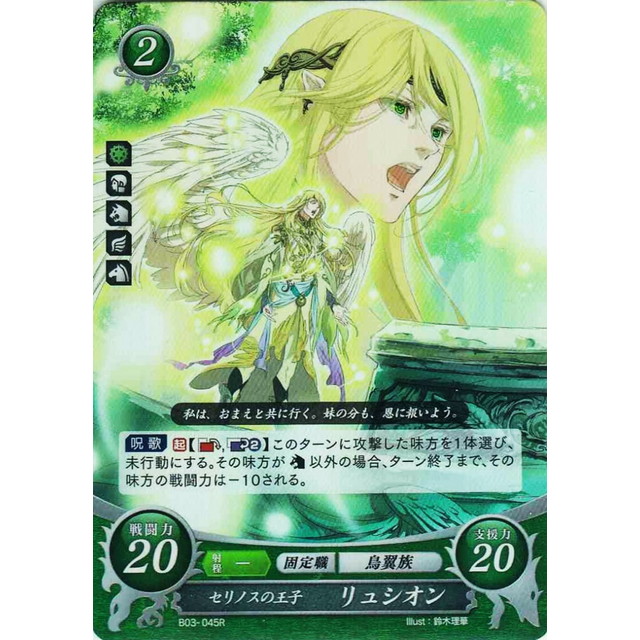 2
私は、おまえと共に行く。妹の分も、恩に報いよう。
呪歌 起【 、 2】このターンに攻撃した味方を1体選び、
未行動にする。その味方が 以外の場合、ターン終了まで、その
味方の戦闘力は－10される。
戦闘力 20
射程 －
固定職
鳥翼族
支援力 20
セリノスの王子 リュシオン
B03-045R
Illust：鈴木理華